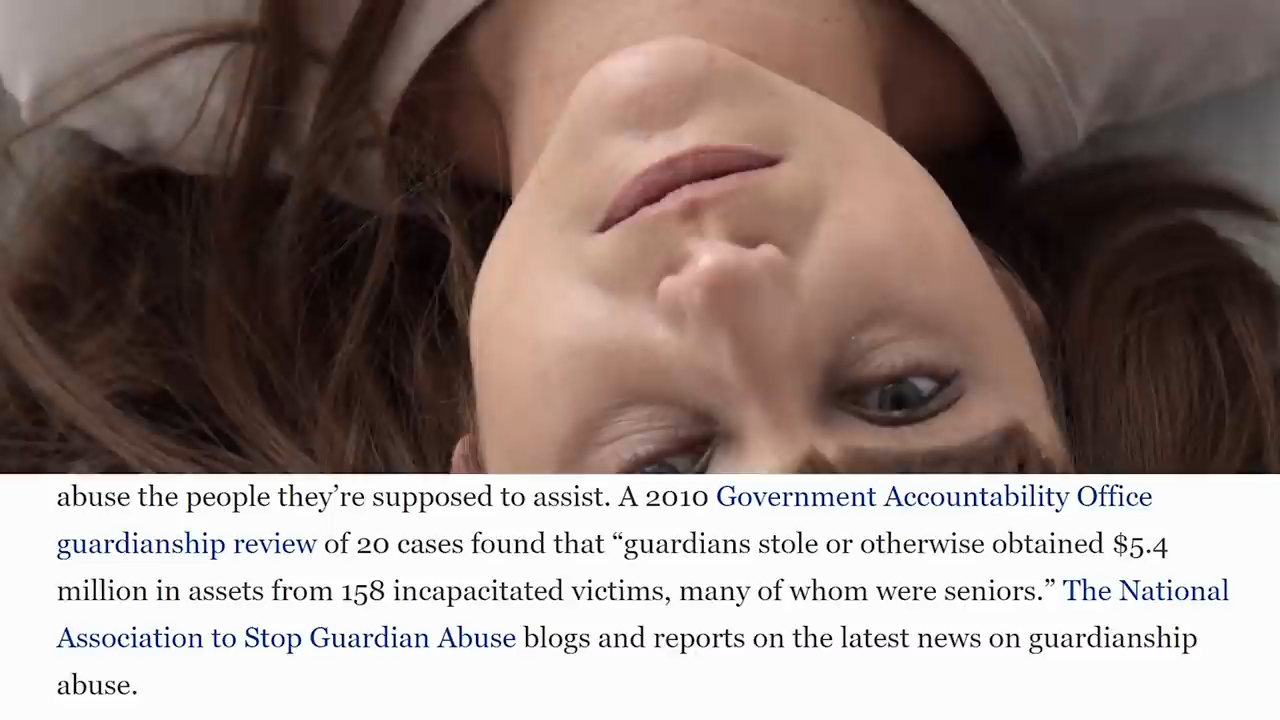 abuse the people they’re supposed to assist. A 2010 Government Accountability Office
guardianship review of 20 cases found that “guardians stole or otherwise obtained $5.4
million in assets from 158 incapacitated victims, many of whom were seniors.” The National
Association to Stop Guardian Abuse blogs and reports on the latest news on guardianship
abuse.